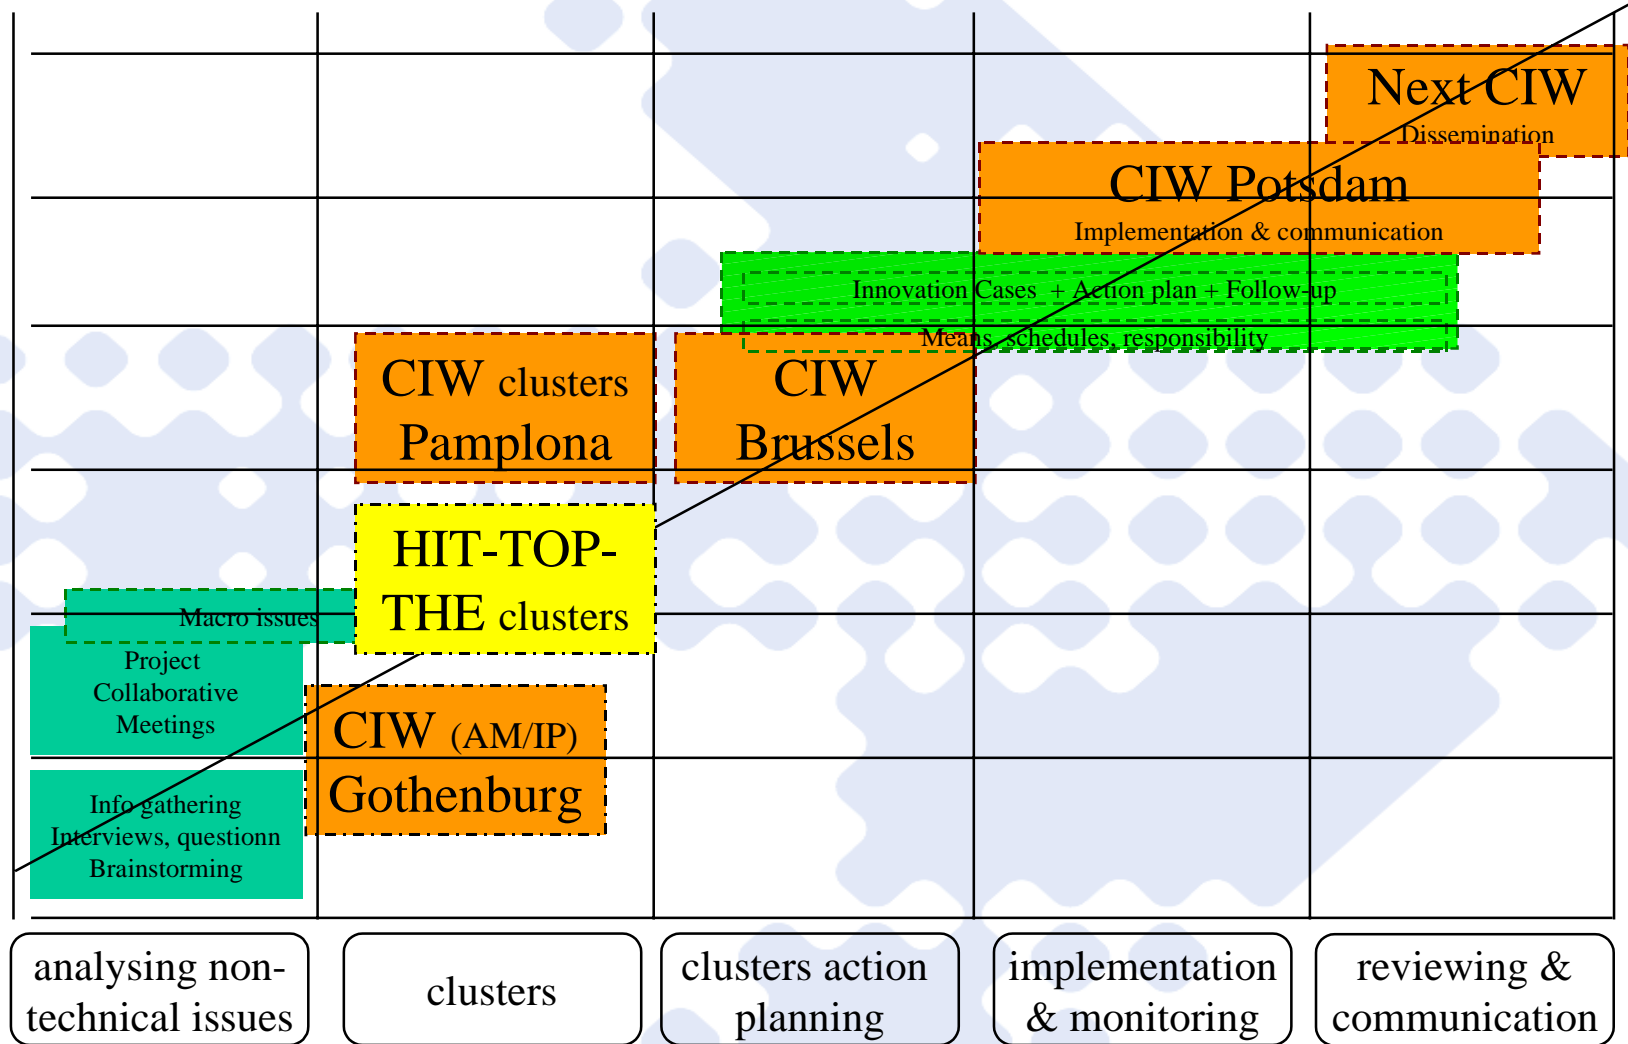 Next CIW
Dissemination
CIW Potsdam
Implementation & communication
Innovation Cases + Action plan + Follow-up
Means, schedules, responsibility
CIW clusters
Pamplona
CIW
Brussels
HIT-TOP-
THE clusters
Macro issues
Project
Collaborative
Meetings
CIW (AM/IP)
Gothenburg
Info gathering
Interviews, questionn
Brainstorming
analysing non-
technical issues
clusters
clusters action
planning
implementation
& monitoring
reviewing &
communication